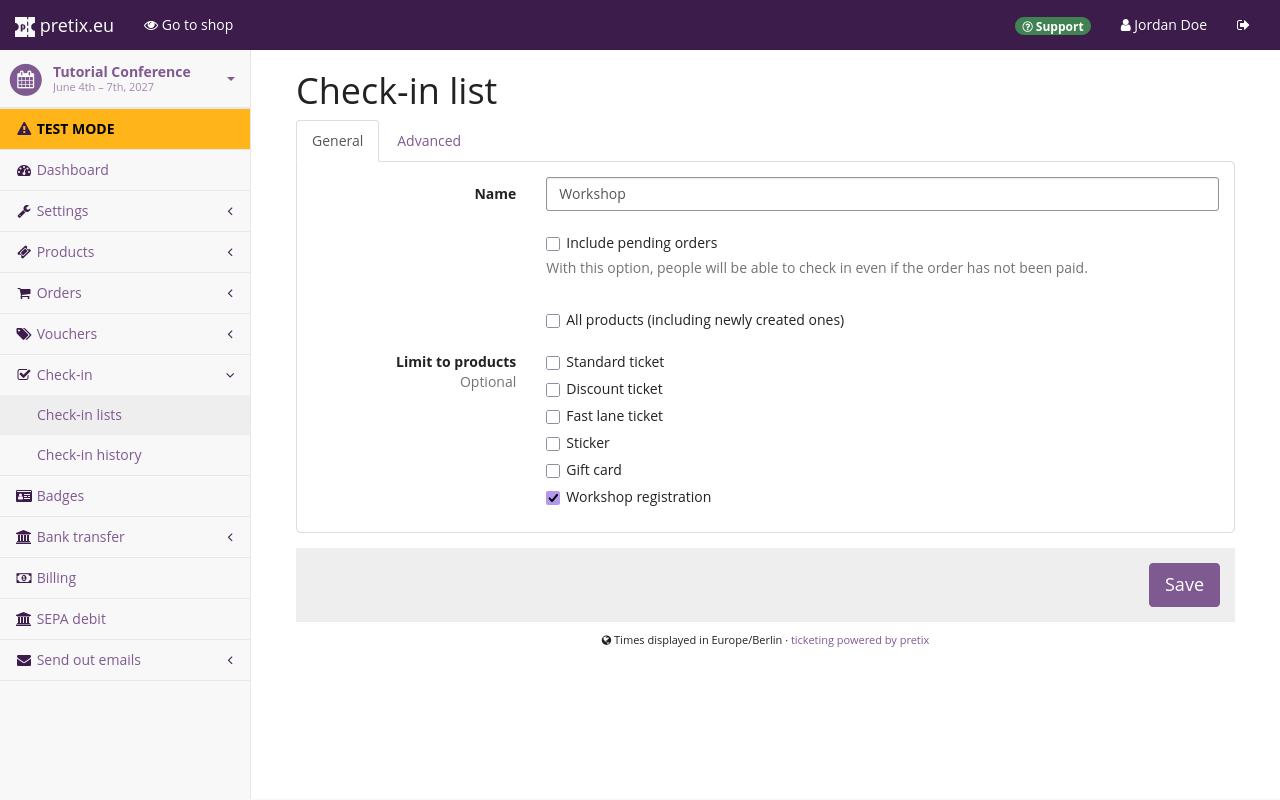 pretix.eu
Go to shop
Support
Jordan Doe
Tutorial Conference
June 4th – 7th, 2027
TEST MODE
Dashboard
Settings
Products
Orders
Vouchers
Check-in
Check-in lists
Check-in history
Badges
Bank transfer
Billing
SEPA debit
Send out emails
Check-in list
General
Advanced
Name
Workshop
Include pending orders
With this option, people will be able to check in even if the order has not been paid.
All products (including newly created ones)
Limit to products
Optional
Standard ticket
Discount ticket
Fast lane ticket
Sticker
Gift card
Workshop registration
Save
Times displayed in Europe/Berlin · ticketing powered by pretix